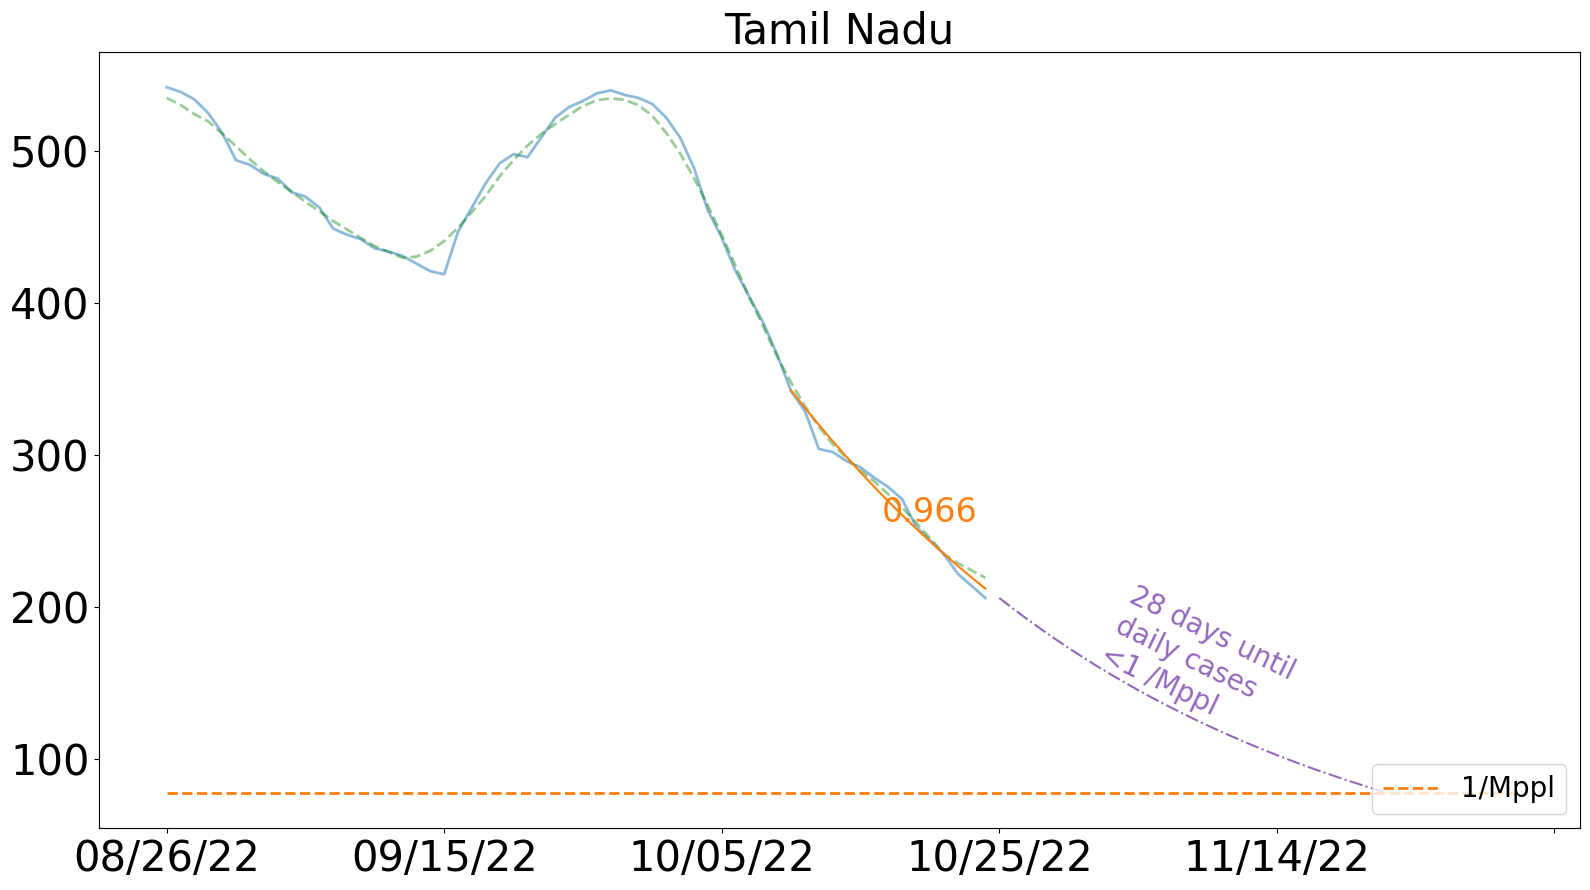 Tamil Nadu
500
400
300
200
100
0.966
28 days until
daily cases
<1 /Mppl
1/Mppl
08/26/22
09/15/22
10/05/22
10/25/22
11/14/22